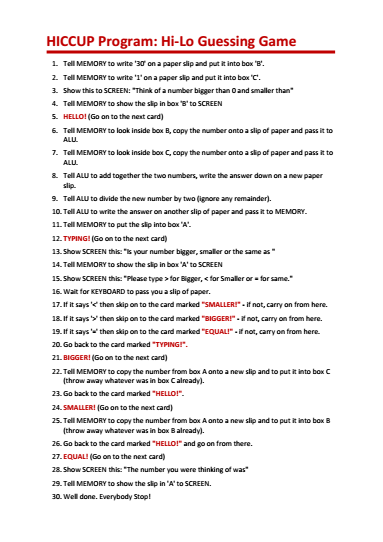 HICCUP Program: Hi-Lo Guessing Game
1. Tell MEMORY to write '30' on a paper slip and put it into box 'B'.
2. Tell MEMORY to write '1' on a paper slip and put it into box 'C'.
3. Show this to SCREEN: "Think of a number bigger than 0 and smaller than"
4. Tell MEMORY to show the slip in box 'B' to SCREEN
5. HELLO! (Go on to the next card)
6. Tell MEMORY to look inside box B, copy the number onto a slip of paper and pass it to
ALU.
7. Tell MEMORY to look inside box C, copy the number onto a slip of paper and pass it to
ALU.
8. Tell ALU to add together the two numbers, write the answer down on a new paper
slip.
9. Tell ALU to divide the new number by two (ignore any remainder).
10. Tell ALU to write the answer on another slip of paper and pass it to MEMORY.
11. Tell MEMORY to put the slip into box 'A'.
12. TYPING! (Go on to the next card)
13. Show SCREEN this: "Is your number bigger, smaller or the same as "
14. Tell MEMORY to show the slip in box 'A' to SCREEN
15. Show SCREEN this: "Please type > for Bigger, < for Smaller or = for same."
16. Wait for KEYBOARD to pass you a slip of paper.
17. If it says '<' then skip on to the card marked "SMALLER!" - if not, carry on from here.
18. If it says '>' then skip on to the card marked "BIGGER!" - if not, carry on from here.
19. If it says '=' then skip on to the card marked "EQUAL!" - if not, carry on from here.
20. Go back to the card marked "TYPING!".
21. BIGGER! (Go on to the next card)
22. Tell MEMORY to copy the number from box A onto a new slip and to put it into box C
(throw away whatever was in box C already).
23. Go back to the card marked "HELLO!".
24. SMALLER! (Go on to the next card)
25. Tell MEMORY to copy the number from box A onto a new slip and to put it into box B
(throw away whatever was in box B already).
26. Go back to the card marked "HELLO!" and go on from there.
27. EQUAL! (Go on to the next card)
28. Show SCREEN this: "The number you were thinking of was"
29. Tell MEMORY to show the slip in 'A' to SCREEN.
30. Well done. Everybody Stop!